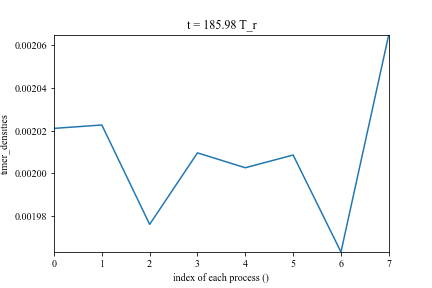 t = 185.98 T_r
0.00206
0.00204
0.00202
0.00200
0.00198
timer_densities
0 1 2 3 4 5 6 7
index of each process ()